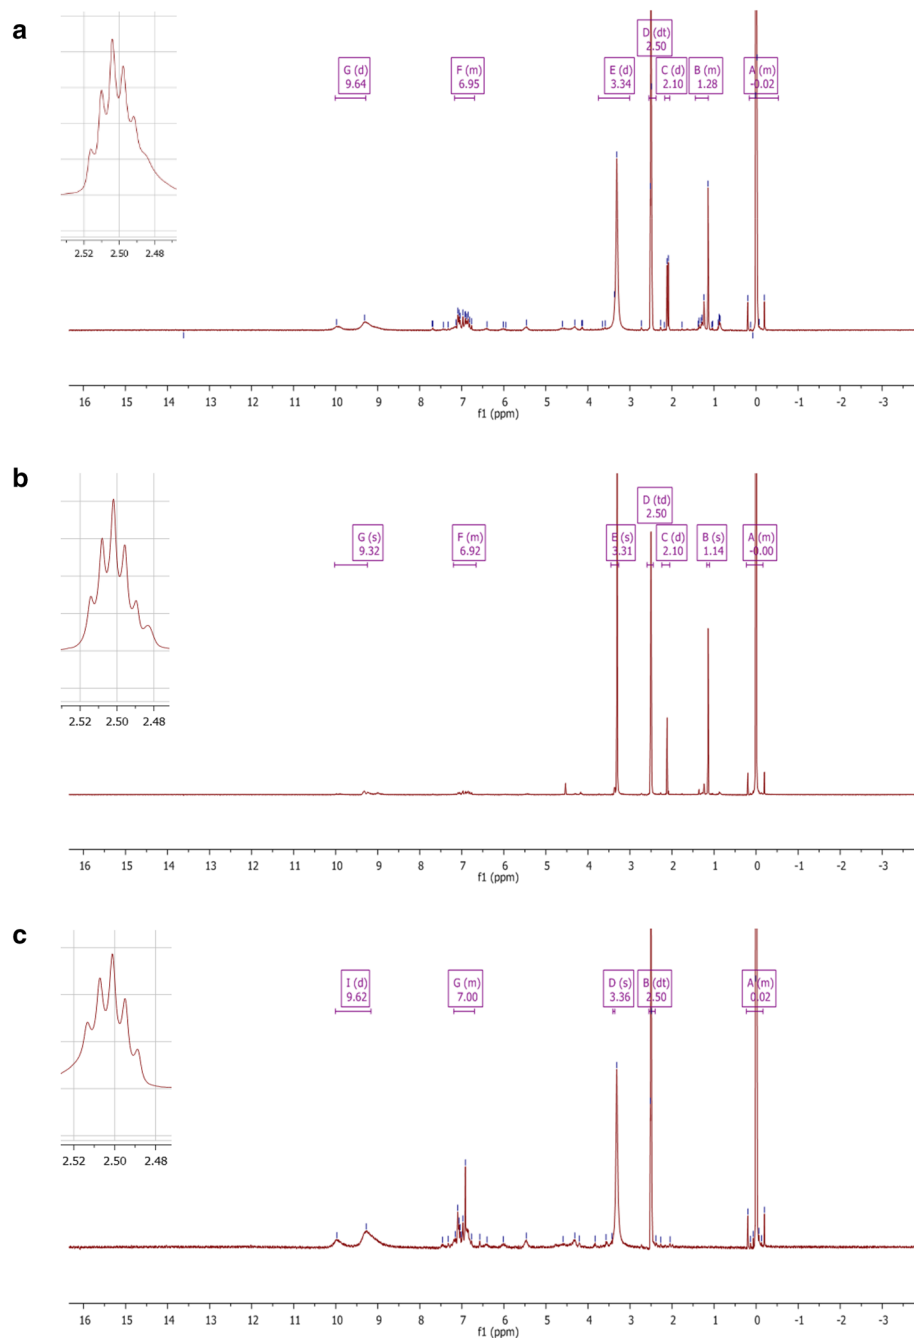 a
G (d)
9.64
F (m)
6.95
E (d)
3.34
D (dt)
2.50
C (d)
2.10
B (m)
1.28
A (m)
-0.02
2.52 2.50 2.48
16 15 14 13 12 11 10 9 8 7 6 5 4 3 2 1 0 -1 -2 -3
f1 (ppm)
b
G (s)
9.32
F (m)
6.92
E (s)
3.31
D (td)
2.50
C (d)
2.10
B (s)
1.14
A (m)
-0.00
2.52 2.50 2.48
16 15 14 13 12 11 10 9 8 7 6 5 4 3 2 1 0 -1 -2 -3
f1 (ppm)
c
I (d)
9.62
G (m)
7.00
D (s)
3.36
B (dt)
2.50
A (m)
0.02
2.52 2.50 2.48
16 15 14 13 12 11 10 9 8 7 6 5 4 3 2 1 0 -1 -2 -3
f1 (ppm)